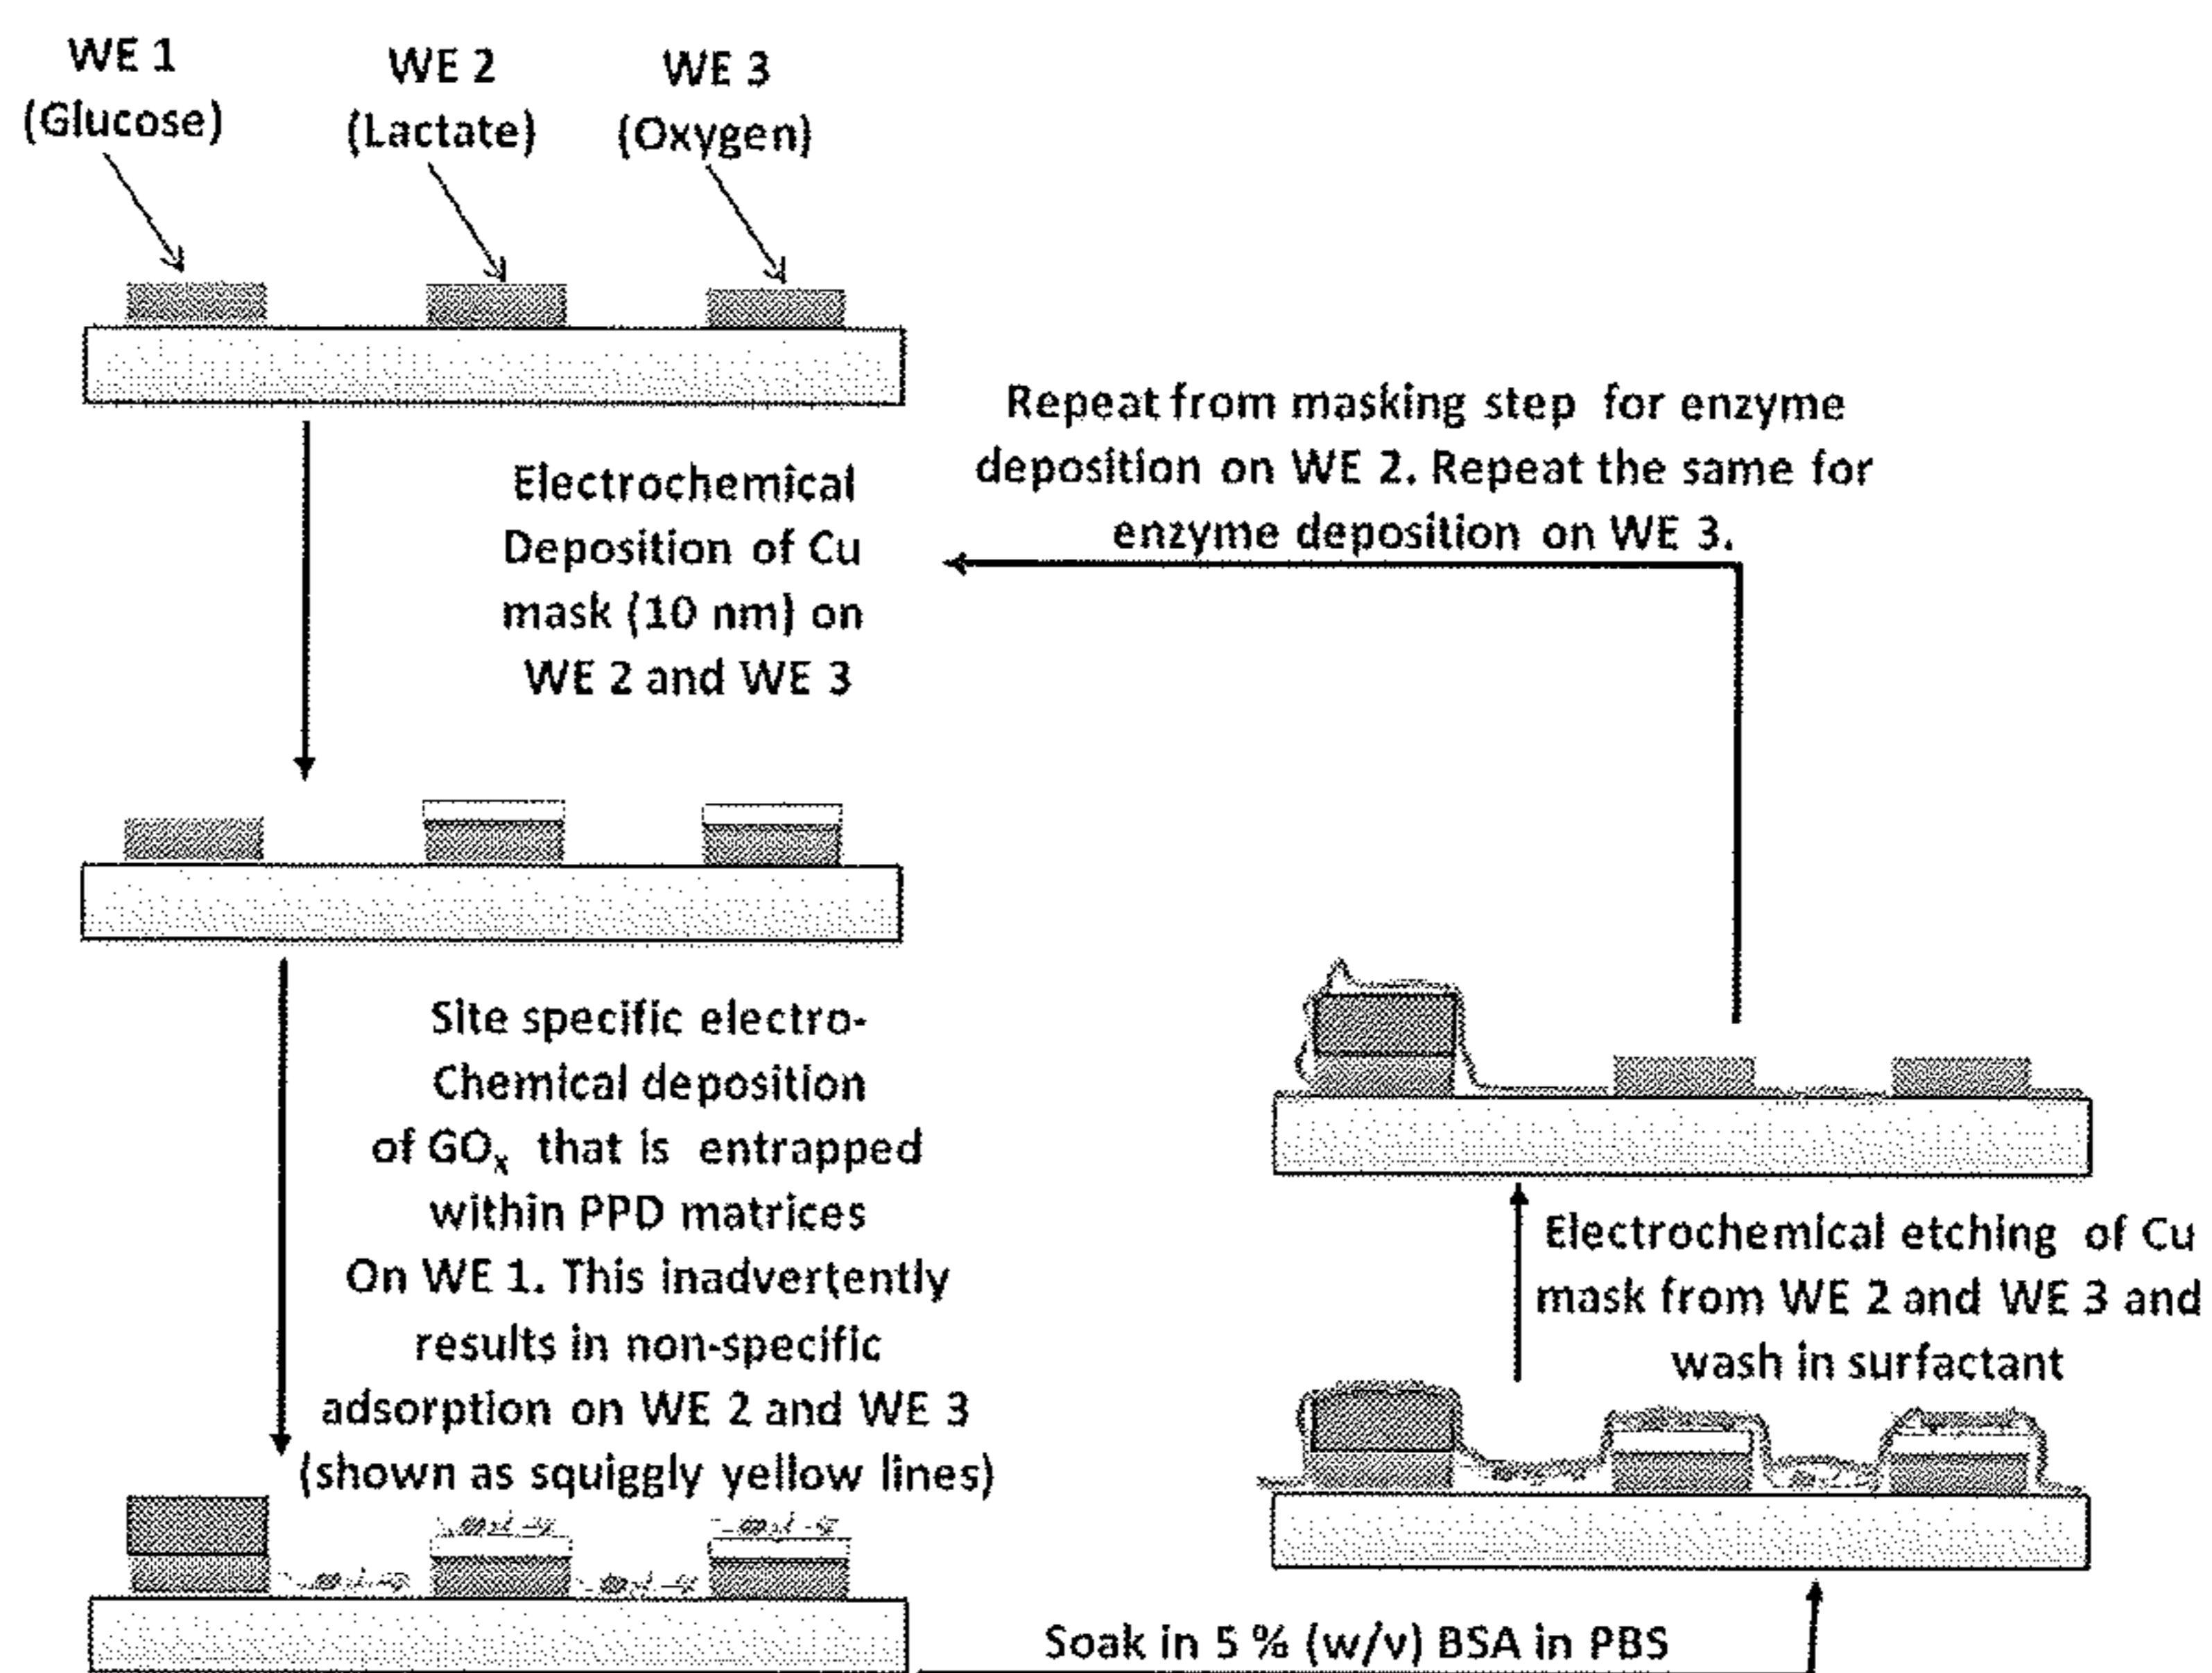 WE 1
(Glucose)
WE 2
(Lactate)
WE 3
(Oxygen)
Electrochemical
Deposition of Cu
mask (10 nm) on
WE 2 and WE 3
Repeat from masking step for enzyme
deposition on WE 2. Repeat the same for
enzyme deposition on WE 3.
Site specific electro-
Chemical deposition
of GOₓ that is entrapped
within PPD matrices
On WE 1. This inadvertently
results in non-specific
adsorption on WE 2 and WE 3
(shown as squiggly yellow lines)
Soak in 5 % (w/v) BSA in PBS
Electrochemical etching of Cu
mask from WE 2 and WE 3 and
wash in surfactant